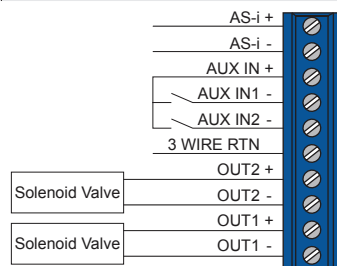 AS-i +
AS-i -
AUX IN +
AUX IN1 -
AUX IN2 -
3 WIRE RTN
OUT2 +
Solenoid Valve
OUT2 -
OUT1 +
Solenoid Valve
OUT1 -